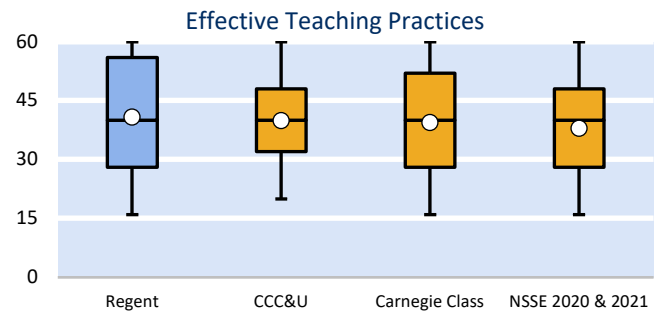 Effective Teaching Practices
60
45
30
15
0
Regent CCC&U Carnegie Class NSSE 2020 & 2021